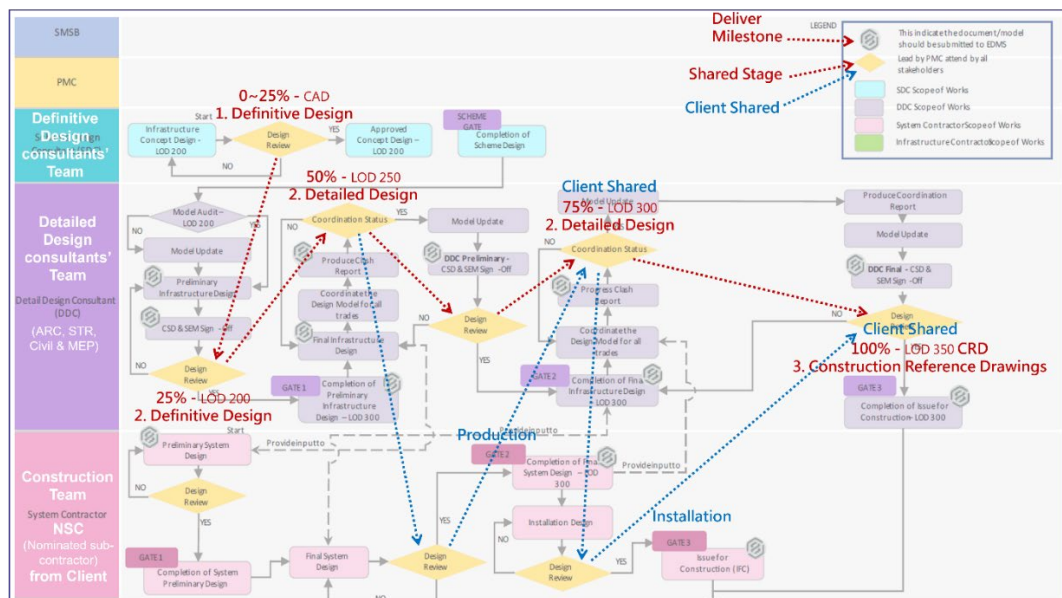 SMSB
PMC
Definitive
Design
consultants'
Team
Detailed
Design
consultants'
Team
Detail Design Consultant
(DDC)
(ARC, STR,
Civil & MEP)
Construction
Team
System Contractor
NSC
(Nominated sub-
contractor)
from Client
Deliver
Milestone
Shared Stage
Client Shared
LEGEND
This indicate the document/model
should be submitted to EDMS
Lead by PMC attend by all
stakeholders
SDC Scope of Works
DDC Scope of Works
System Contractor Scope of Works
Infrastructure Contractor Scope of Works
0~25% - CAD
1. Definitive Design
Start
Infrastructure
Concept Design -
LOD 200
Design
Review
YES
NO
Approved
Concept Design –
LOD 200
SCHEME
GATE
Completion of
Scheme Design
50% - LOD 250
2. Detailed Design
Model Audit –
LOD 200
NO
YES
Model Update
Preliminary
Infrastructure Design
CSD & SEM Sign -Off
NO
Design
Review
25% - LOD 200
2. Definitive Design
Coordination Status
YES
NO
Produce Clash
Report
Coordinate the
Design Model for all
trades
Final Infrastructure
Design
GATE1
Completion of
Preliminary
Infrastructure
Design – LOD 300
Model Update
DDC Preliminary -
CSD & SEM Sign -Off
NO
Design
Review
YES
Client Shared
Model Update
75% - LOD 300
2. Detailed Design
NO
Coordination Status
Progress Clash
Report
Coordinate the
Design Model for all
trades
GATE2
Completion of Final
Infrastructure Design
LOD 300
Produce Coordination
Report
Model Update
DDC Final - CSD &
SEM Sign -Off
NO
Design
Client Shared
100% - LOD 350 CRD
3. Construction Reference Drawings
GATE3
Completion of Issue for
Construction- LOD 300
Start
Preliminary System
Design
Provide input to
Provide input to
NO
Design
Review
YES
GATE1
Completion of System
Preliminary Design
Final System
Design
Design
Review
YES
NO
Production
GATE2
Completion of Final
System Design – LOD
300
Provide input to
Installation Design
NO
Design
Review
YES
Installation
GATE3
Issue for
Construction (IFC)